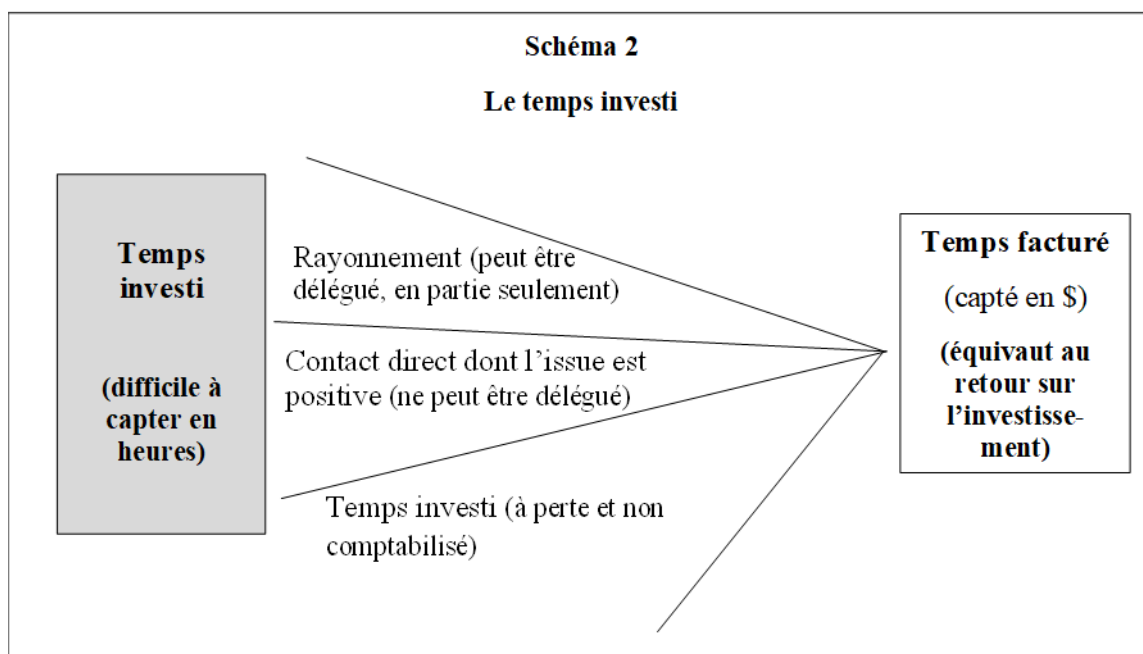 Schéma 2
Le temps investi
Temps
investi
(difficile à
capter en
heures)
Rayonnement (peut être
délégué, en partie seulement)
Contact direct dont l’issue est
positive (ne peut être délégué)
Temps investi (à perte et non
comptabilisé)
Temps facturé
(capté en $)
(équivaut au
retour sur
l’investisse-
ment)